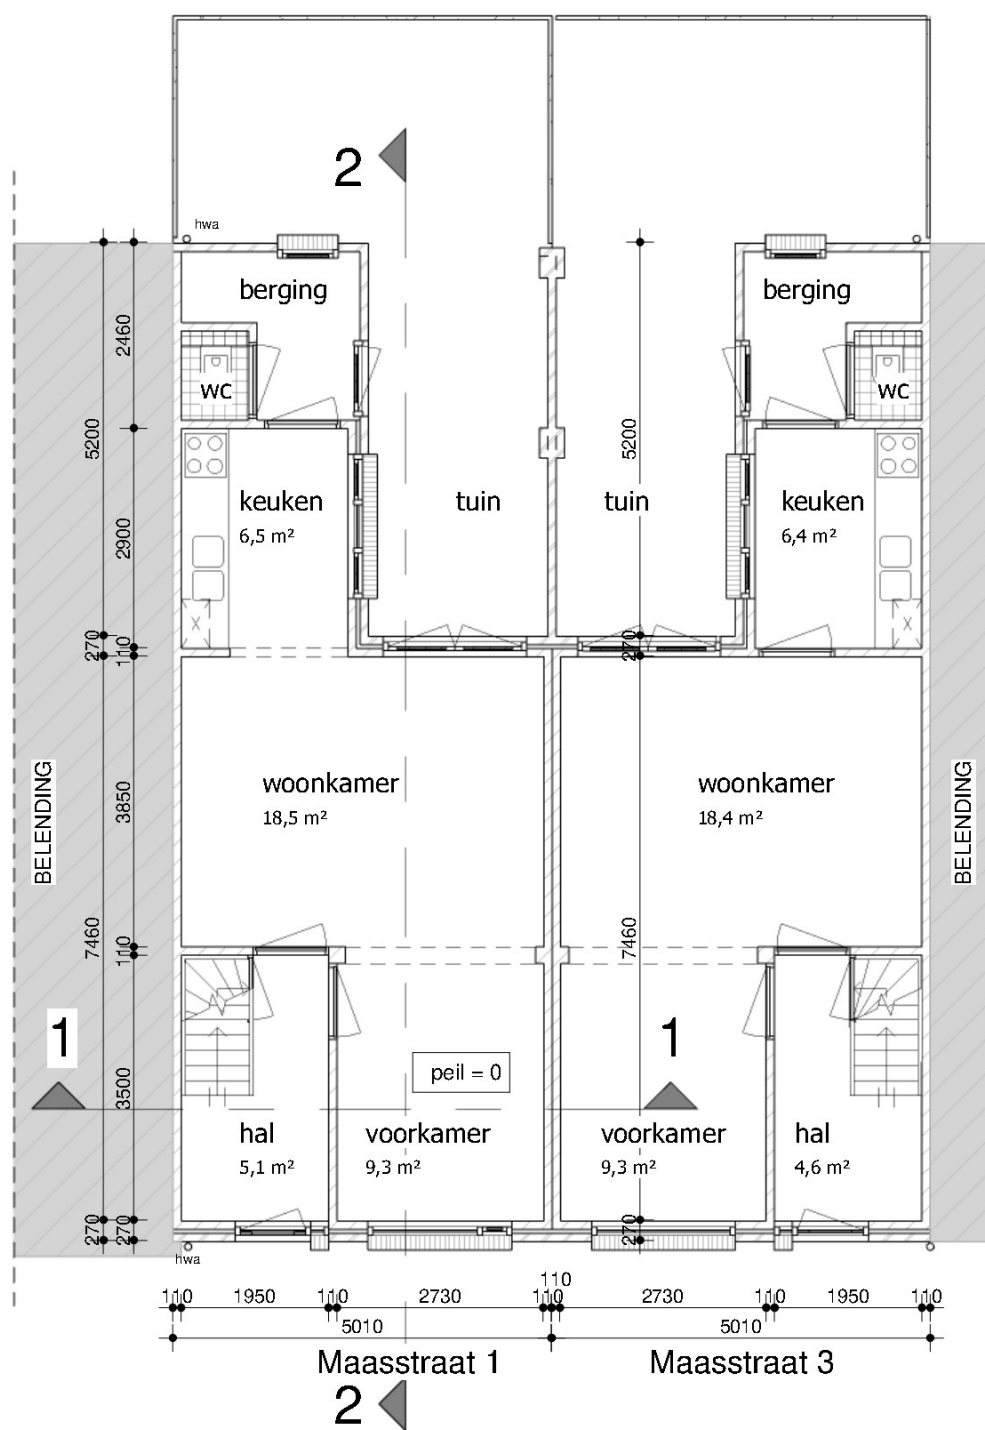 2
hwa
berging
berging
wc
wc
2460
5200
5200
keuken
6,5 m²
tuin
tuin
keuken
6,4 m²
2900
270
110
270
BELENDING
woonkamer
18,5 m²
woonkamer
18,4 m²
BELENDING
3850
7460
110
7460
1
peil = 0
1
3500
hal
5,1 m²
voorkamer
9,3 m²
voorkamer
9,3 m²
hal
4,6 m²
270
270
270
hwa
110
110
1950
110
2730
110
2730
110
1950
110
5010
5010
Maasstraat 1
Maasstraat 3
2